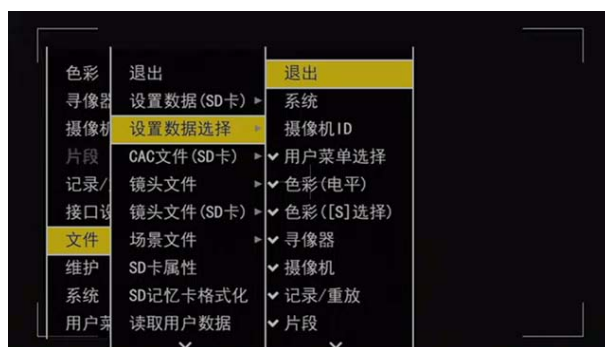 色彩
寻像器
摄像机
片段
记录/
接口设
文件
维护
系统
用户菜
退出
设置数据(SD卡)
设置数据选择
CAC文件(SD卡)
镜头文件
镜头文件(SD卡)
场景文件
SD卡属性
SD记忆卡格式化
读取用户数据
退出
系统
摄像机ID
用户菜单选择
色彩(电平)
色彩([S]选择)
寻像器
摄像机
记录/重放
片段